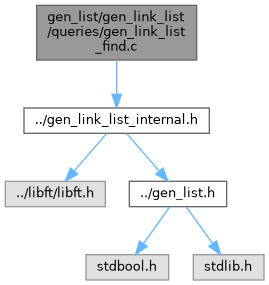 gen_list/gen_link_list
/queries/gen_link_list
_find.c
../gen_link_list_internal.h
../libft/libft.h
../gen_list.h
stdbool.h
stdlib.h